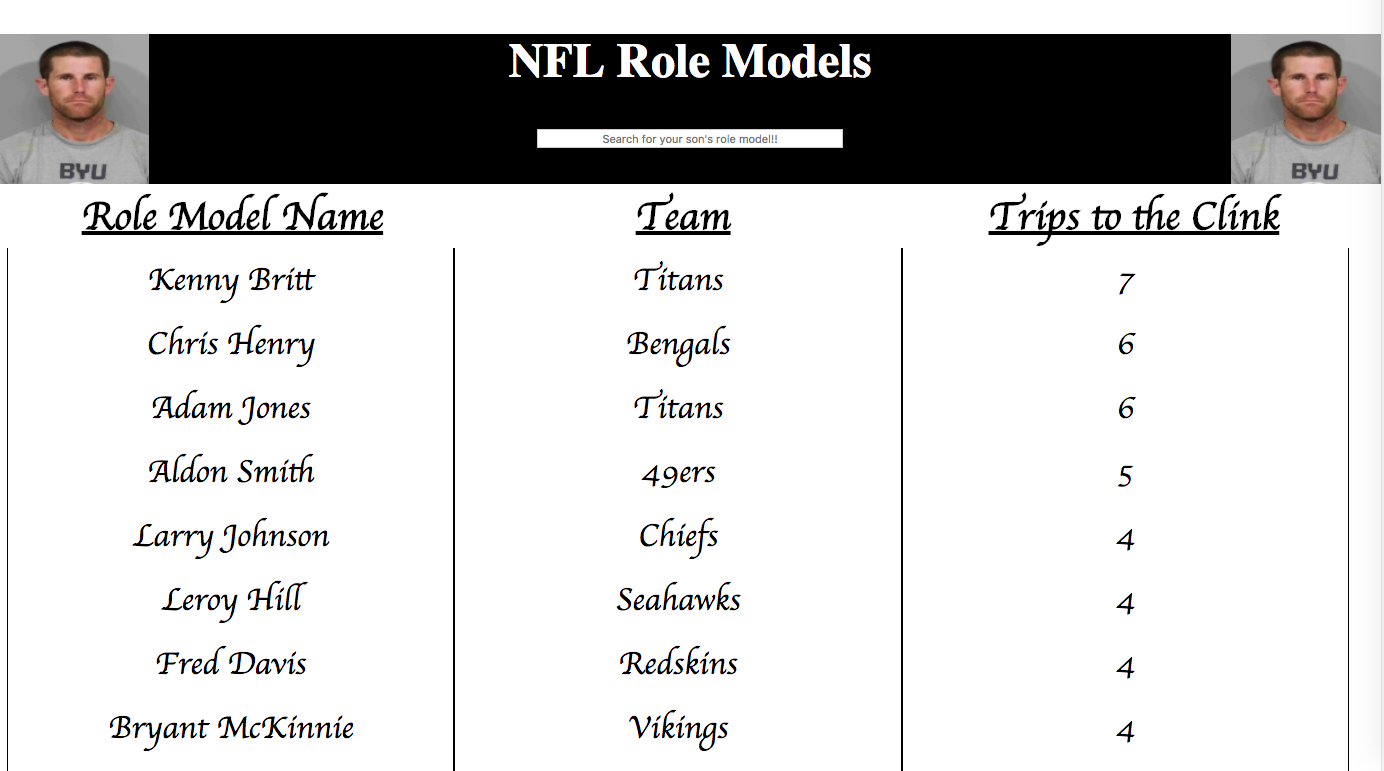 NFL Role Models
Search for your son's role model!!!
BYU BYU
Role Model Name Team Trips to the Clink
Kenny Britt Titans 7
Chris Henry Bengals 6
Adam Jones Titans 6
Aldon Smith 49ers 5
Larry Johnson Chiefs 4
Leroy Hill Seahawks 4
Fred Davis Redskins 4
Bryant McKinnie Vikings 4